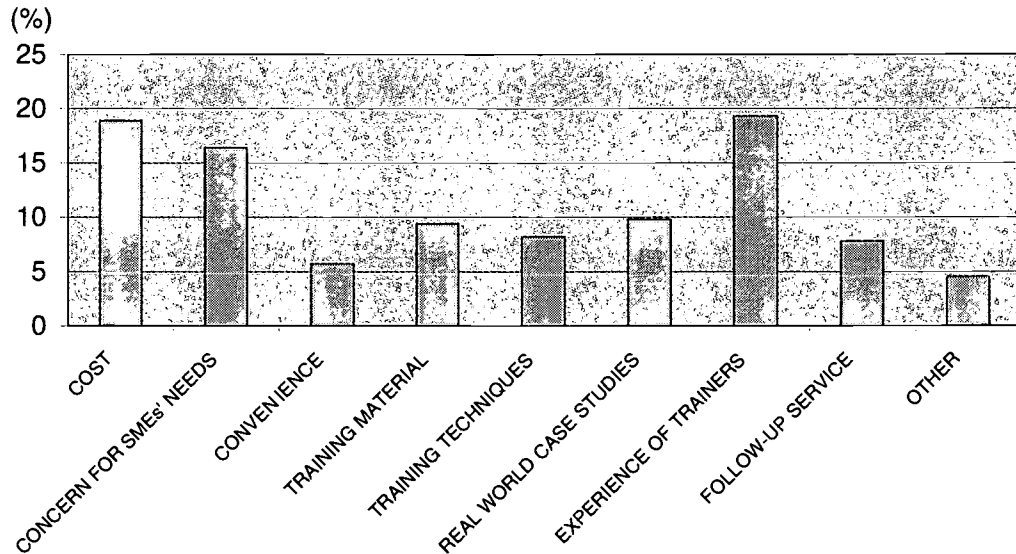 (%)
25
20
15
10
5
0
COST
CONCERN FOR SMEs' NEEDS
CONVENIENCE
TRAINING MATERIAL
TRAINING TECHNIQUES
REAL WORLD CASE STUDIES
EXPERIENCE OF TRAINERS
FOLLOW-UP SERVICE
OTHER